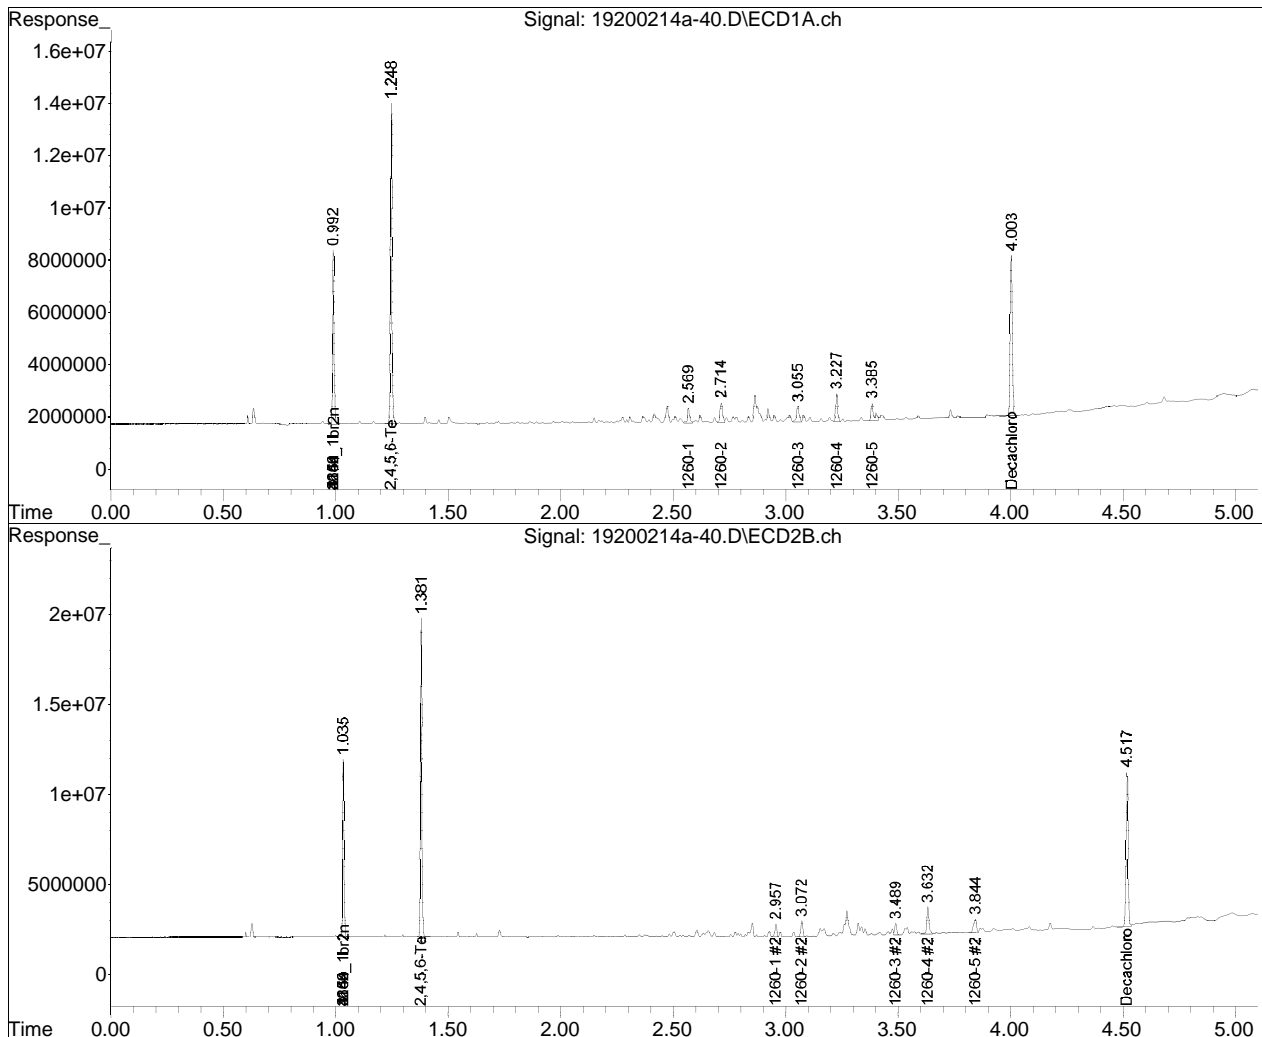 Response_
Signal: 19200214a-40.D\ECD1A.ch
1.6e+07
1.4e+07
1.2e+07
1e+07
8000000
6000000
4000000
2000000
0
0.992
1.248
2.569
2.714
3.055
3.227
3.385
4.003
1br2n
2,4,5,6-Te
1260-1
1260-2
1260-3
1260-4
1260-5
Decachloro
Time
0.00 0.50 1.00 1.50 2.00 2.50 3.00 3.50 4.00 4.50 5.00
Response_
Signal: 19200214a-40.D\ECD2B.ch
2e+07
1.5e+07
1e+07
5000000
0
1.035
1.381
2.957
3.072
3.489
3.632
3.844
4.517
1br2n
2,4,5,6-Te
1260-1 #2
1260-2 #2
1260-3 #2
1260-4 #2
1260-5 #2
Decachloro
Time
0.00 0.50 1.00 1.50 2.00 2.50 3.00 3.50 4.00 4.50 5.00